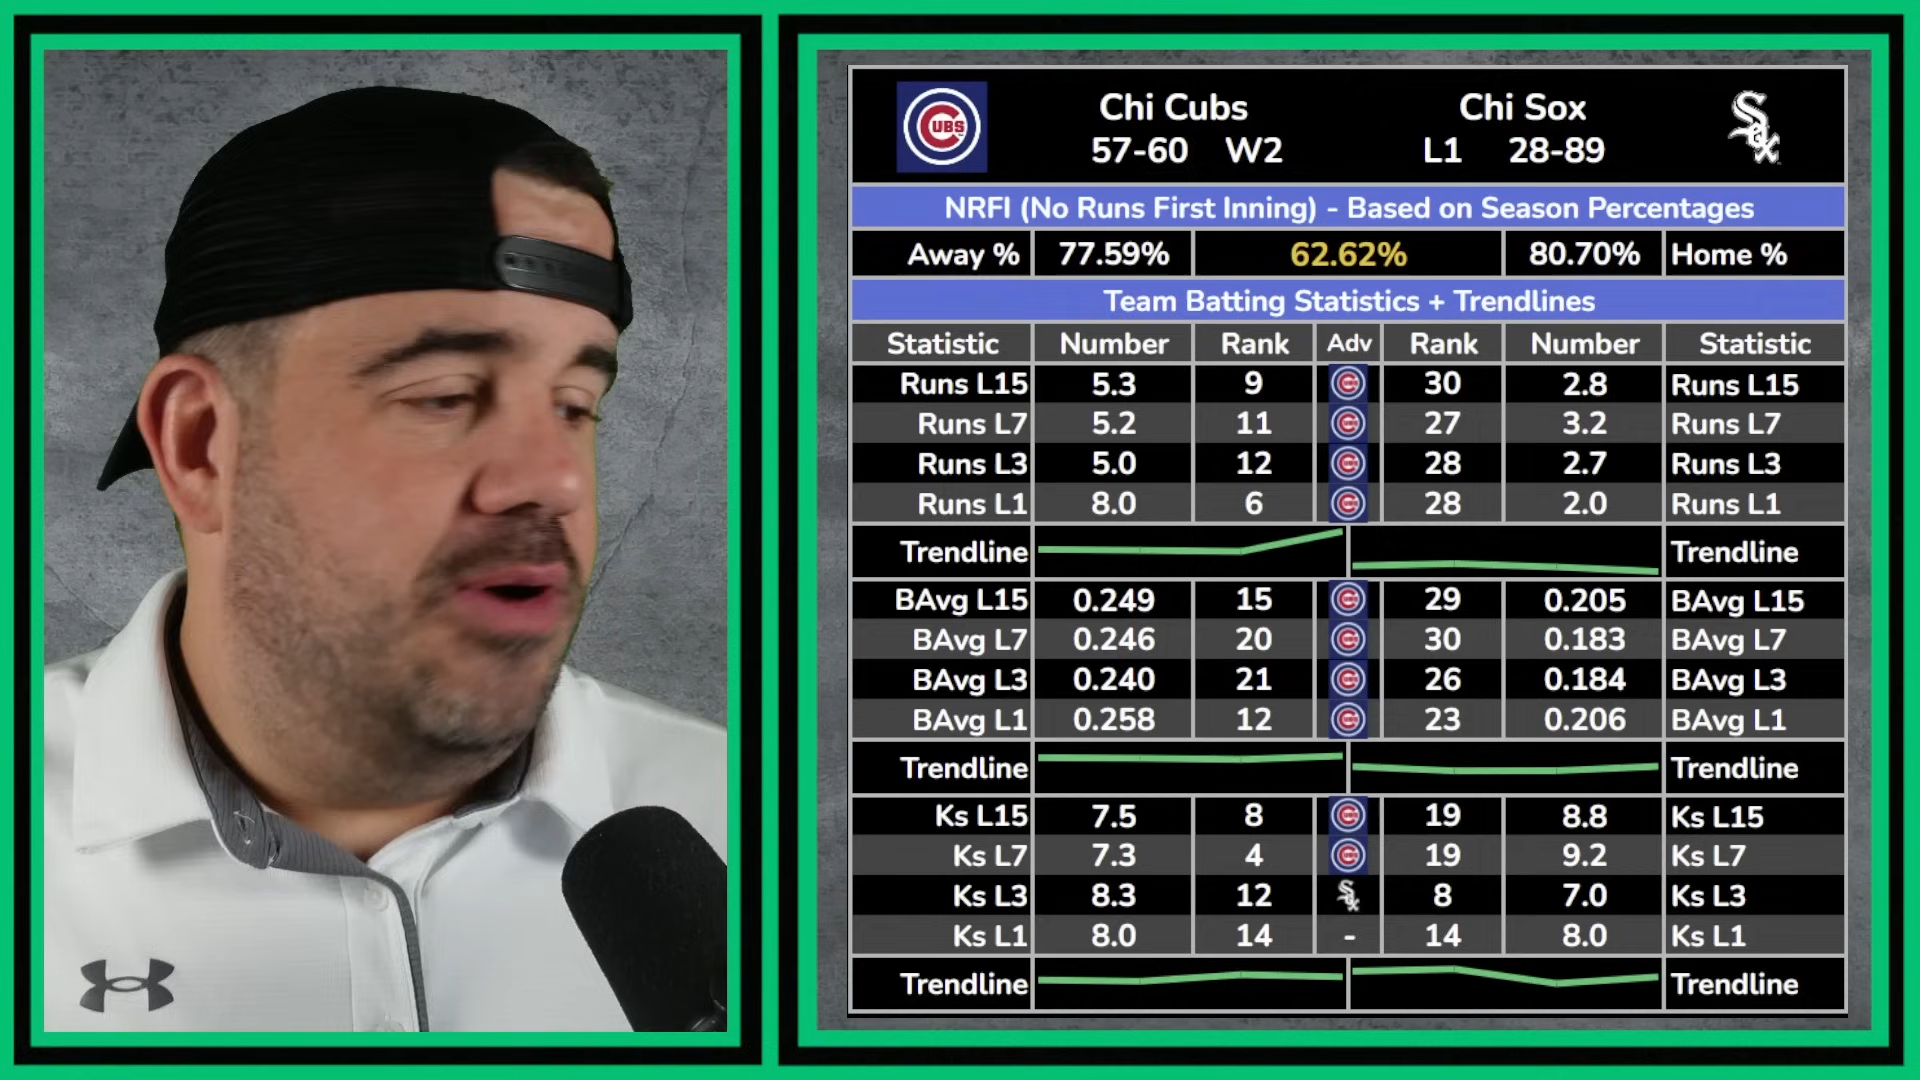 CUBS
Chi Cubs
57-60 W2
Chi Sox
L1 28-89
Sox
NRFI (No Runs First Inning) - Based on Season Percentages
Away % 77.59% 62.62% 80.70% Home %
Team Batting Statistics + Trendlines
Statistic Number Rank Adv Rank Number Statistic
Runs L15 5.3 9 30 2.8 Runs L15
Runs L7 5.2 11 27 3.2 Runs L7
Runs L3 5.0 12 28 2.7 Runs L3
Runs L1 8.0 6 28 2.0 Runs L1
Trendline Trendline
BAvg L15 0.249 15 29 0.205 BAvg L15
BAvg L7 0.246 20 30 0.183 BAvg L7
BAvg L3 0.240 21 26 0.184 BAvg L3
BAvg L1 0.258 12 23 0.206 BAvg L1
Trendline Trendline
Ks L15 7.5 8 19 8.8 Ks L15
Ks L7 7.3 4 19 9.2 Ks L7
Ks L3 8.3 12 Sox 8 7.0 Ks L3
Ks L1 8.0 14 - 14 8.0 Ks L1
Trendline Trendline